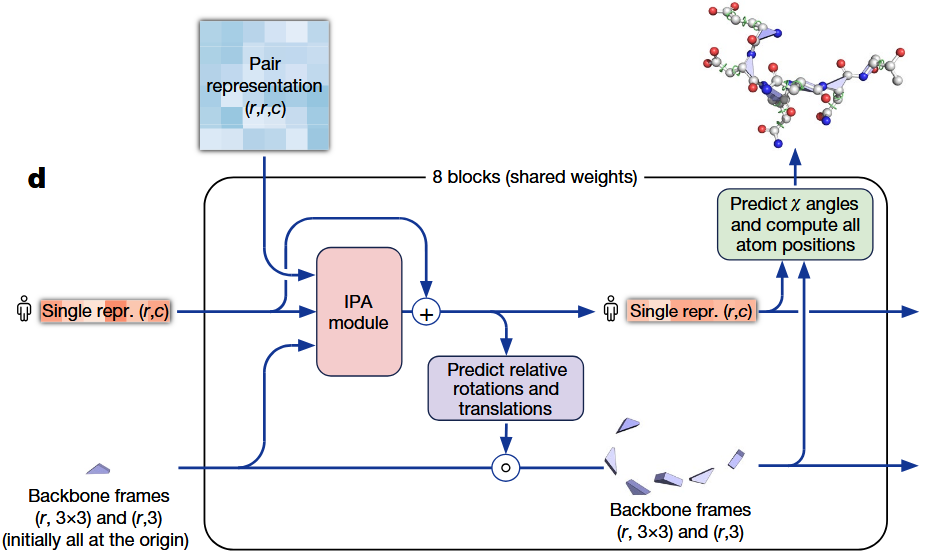 Pair
representation
(r,r,c)
d
8 blocks (shared weights)
Predict χ angles
and compute all
atom positions
Single repr. (r,c)
IPA
module
+
Single repr. (r,c)
Predict relative
rotations and
translations
Backbone frames
(r, 3×3) and (r,3)
(initially all at the origin)
Backbone frames
(r, 3×3) and (r,3)